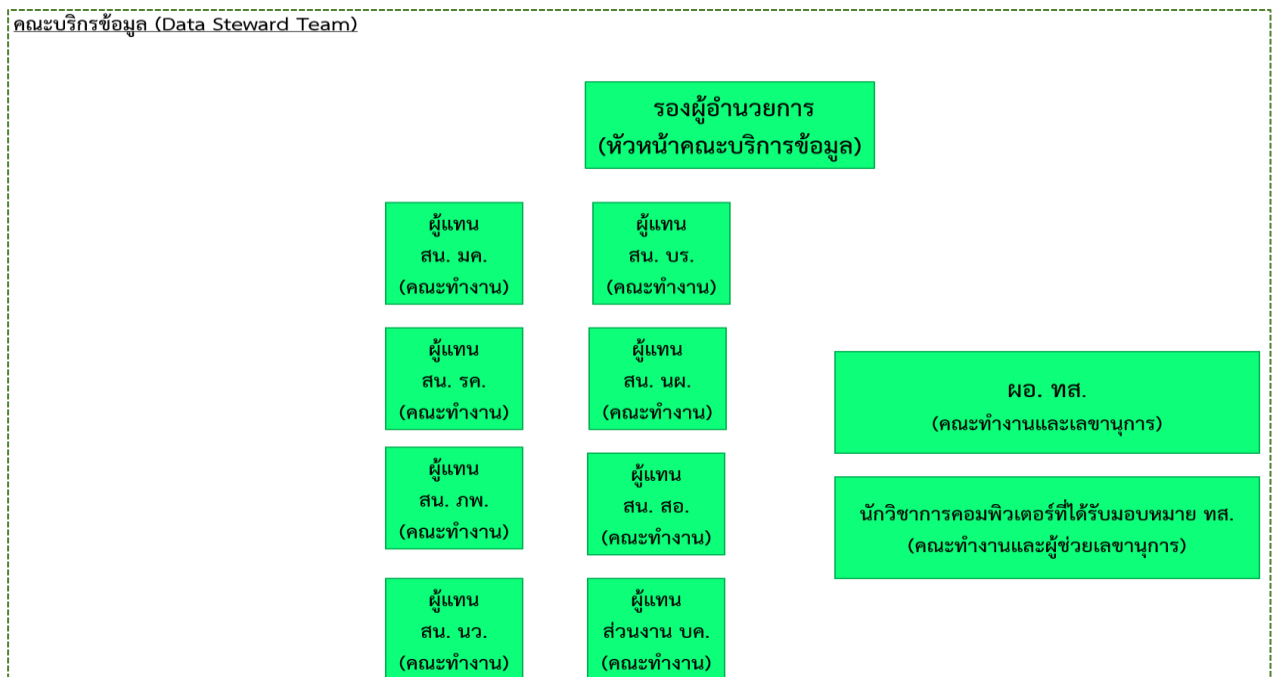 คณะบริกรข้อมูล (Data Steward Team)
รองผู้อำนวยการ
(หัวหน้าคณะบริการข้อมูล)
ผู้แทน
สน. มค.
(คณะทำงาน)
ผู้แทน
สน. บร.
(คณะทำงาน)
ผู้แทน
สน. รค.
(คณะทำงาน)
ผู้แทน
สน. นผ.
(คณะทำงาน)
ผอ. ทส.
(คณะทำงานและเลขานุการ)
ผู้แทน
สน. ภพ.
(คณะทำงาน)
ผู้แทน
สน. สอ.
(คณะทำงาน)
นักวิชาการคอมพิวเตอร์ที่ได้รับมอบหมาย ทส.
(คณะทำงานและผู้ช่วยเลขานุการ)
ผู้แทน
สน. นว.
(คณะทำงาน)
ผู้แทน
ส่วนงาน บค.
(คณะทำงาน)